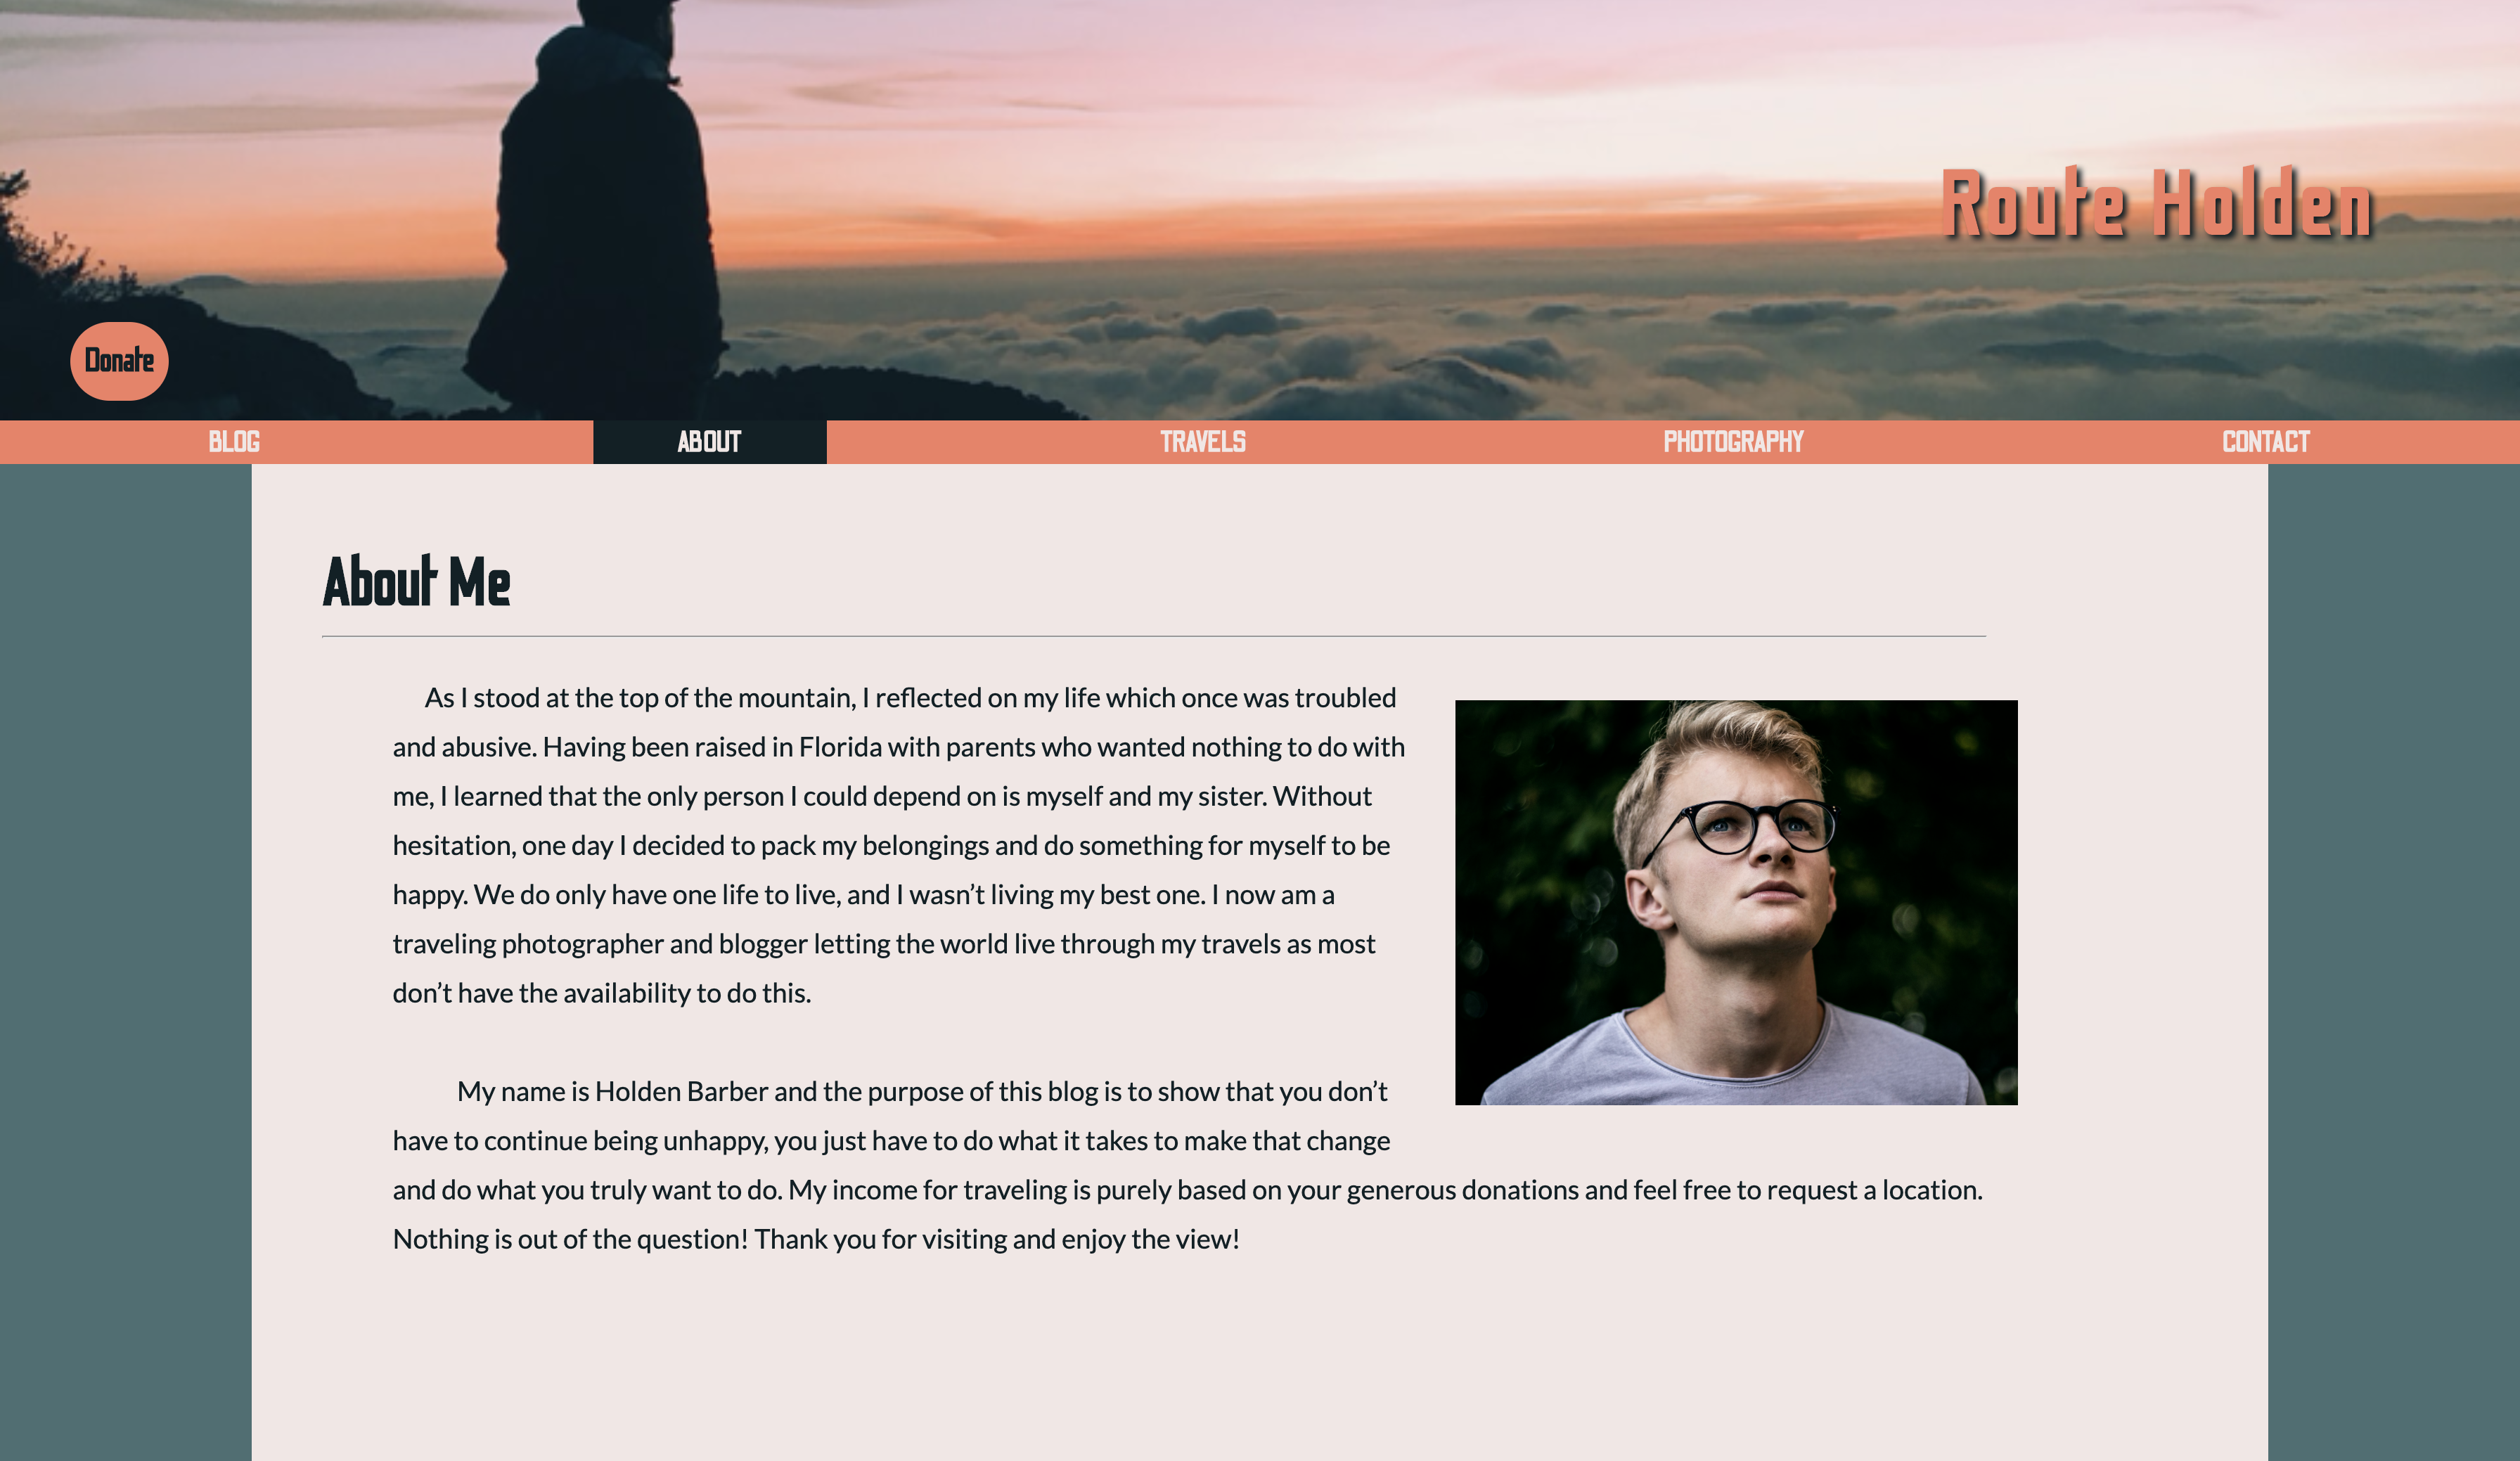 Route Holden
Donate
BLOG
ABOUT
TRAVELS
PHOTOGRAPHY
CONTACT
About Me
As I stood at the top of the mountain, I reflected on my life which once was troubled
and abusive. Having been raised in Florida with parents who wanted nothing to do with
me, I learned that the only person I could depend on is myself and my sister. Without
hesitation, one day I decided to pack my belongings and do something for myself to be
happy. We do only have one life to live, and I wasn’t living my best one. I now am a
traveling photographer and blogger letting the world live through my travels as most
don’t have the availability to do this.
My name is Holden Barber and the purpose of this blog is to show that you don’t
have to continue being unhappy, you just have to do what it takes to make that change
and do what you truly want to do. My income for traveling is purely based on your generous donations and feel free to request a location.
Nothing is out of the question! Thank you for visiting and enjoy the view!